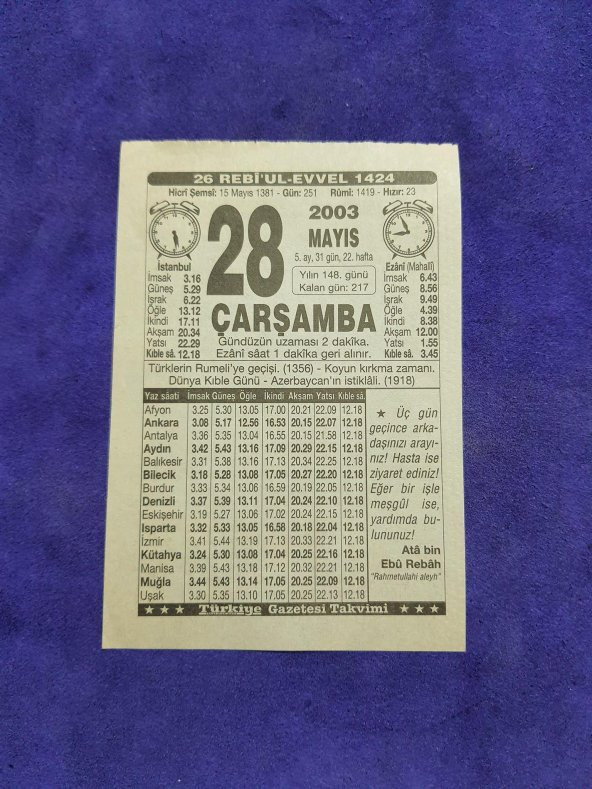 26 REBİ'UL-EVVEL 1424
Hicrî Şemsî: 15 Mayıs 1381 - Gün: 251 Rûmî: 1419 - Hızır: 23
28
2003
MAYIS
5. ay, 31 gün, 22. hafta
Yılın 148. günü
Kalan gün: 217
İstanbul
İmsak 3.16
Güneş 5.29
İşrak 6.22
Öğle 13.12
İkindi 17.11
Akşam 20.34
Yatsı 22.29
Kıble sâ. 12.18
Ezânî (Mahallî)
İmsak 6.43
Güneş 8.56
İşrak 9.49
Öğle 4.39
İkindi 8.38
Akşam 12.00
Yatsı 1.55
Kıble sâ. 3.45
ÇARŞAMBA
Gündüzün uzaması 2 dakîka.
Ezânî sâat 1 dakîka geri alınır.
Türklerin Rumeli'ye geçişi. (1356) - Koyun kırkma zamanı.
Dünya Kıble Günü - Azerbaycan'ın istiklâli. (1918)
Yaz sâati İmsak Güneş Öğle İkindi Akşam Yatsı Kıble sâ.
Afyon 3.25 5.30 13.05 17.00 20.21 22.09 12.18
Ankara 3.08 5.17 12.56 16.53 20.15 22.07 12.18
Antalya 3.36 5.35 13.04 16.55 20.15 21.58 12.18
Aydın 3.42 5.43 13.16 17.09 20.29 22.15 12.18
Balıkesir 3.31 5.38 13.16 17.13 20.34 22.25 12.18
Bilecik 3.18 5.28 13.08 17.05 20.27 22.20 12.18
Burdur 3.33 5.34 13.06 16.59 20.19 22.05 12.18
Denizli 3.37 5.39 13.11 17.04 20.24 22.10 12.18
Eskişehir 3.19 5.27 13.06 17.02 20.24 22.15 12.18
Isparta 3.32 5.33 13.05 16.58 20.18 22.04 12.18
İzmir 3.41 5.44 13.19 17.13 20.33 22.21 12.18
Kütahya 3.24 5.30 13.08 17.04 20.25 22.16 12.18
Manisa 3.39 5.43 13.18 17.12 20.32 22.21 12.18
Muğla 3.44 5.43 13.14 17.05 20.25 22.09 12.18
Uşak 3.30 5.35 13.10 17.05 20.25 22.13 12.18
★ Üç gün
geçince arka-
daşınızı arayı-
nız! Hasta ise
ziyaret ediniz!
Eğer bir işle
meşgûl ise,
yardımda bu-
lununuz!
Atâ bin
Ebû Rebâh
"Rahmetullahi aleyh"
★ ★ ★ Türkiye Gazetesi Takvimi ★ ★ ★